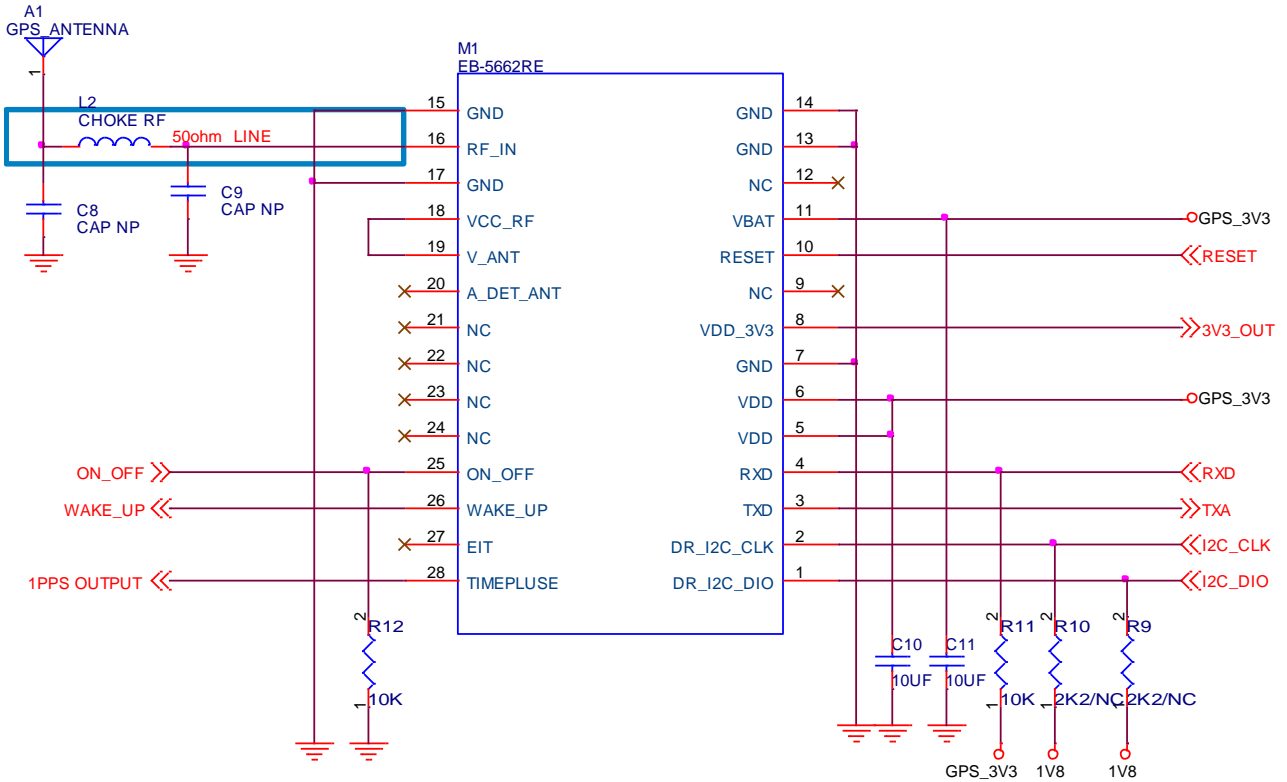 A1
GPS_ANTENNA
1
L2
CHOKE RF
50ohm LINE
C8
CAP NP
C9
CAP NP
M1
EB-5662RE
15 GND
16 RF_IN
17 GND
18 VCC_RF
19 V_ANT
20 A_DET_ANT
21 NC
22 NC
23 NC
24 NC
ON_OFF 25 ON_OFF
WAKE_UP 26 WAKE_UP
27 EIT
1PPS OUTPUT 28 TIMEPLUSE
GND 14
GND 13
NC 12
VBAT 11 GPS_3V3
RESET 10 RESET
NC 9
VDD_3V3 8 3V3_OUT
GND 7
VDD 6 GPS_3V3
VDD 5
RXD 4 RXD
TXD 3 TXA
DR_I2C_CLK 2 I2C_CLK
DR_I2C_DIO 1 I2C_DIO
2 R12
1 10K
C10
10UF
C11
10UF
2 R11
1 10K
2 R10
1 2K2/NC
2 R9
1 2K2/NC
GPS_3V3
1V8
1V8